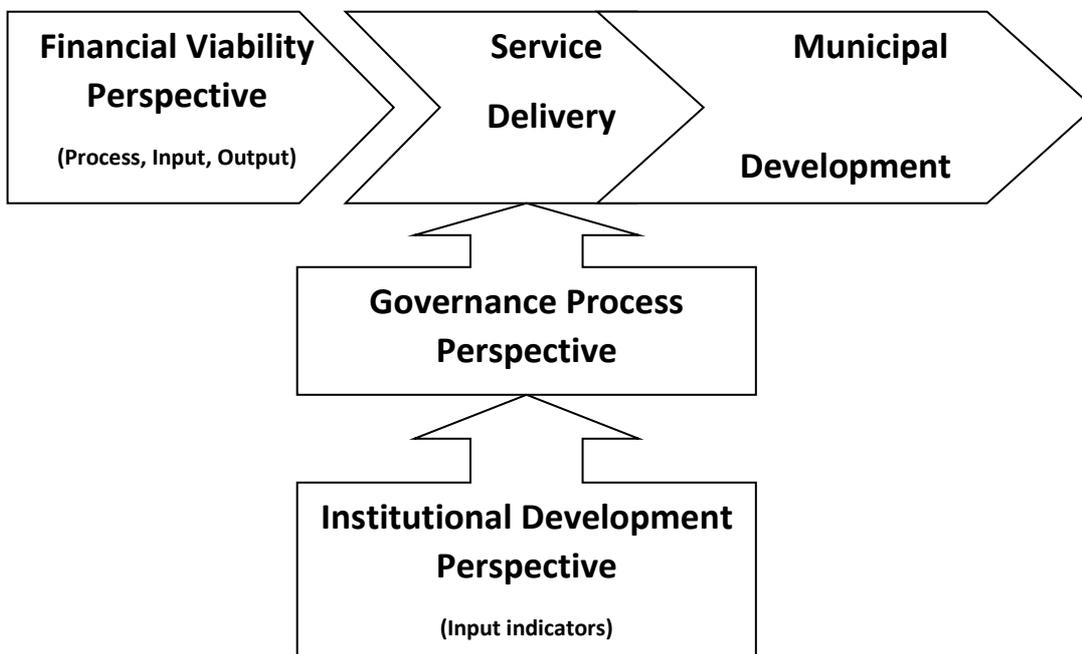 Financial Viability
Perspective
(Process, Input, Output)
Service
Delivery
Municipal
Development
Governance Process
Perspective
Institutional Development
Perspective
(Input indicators)